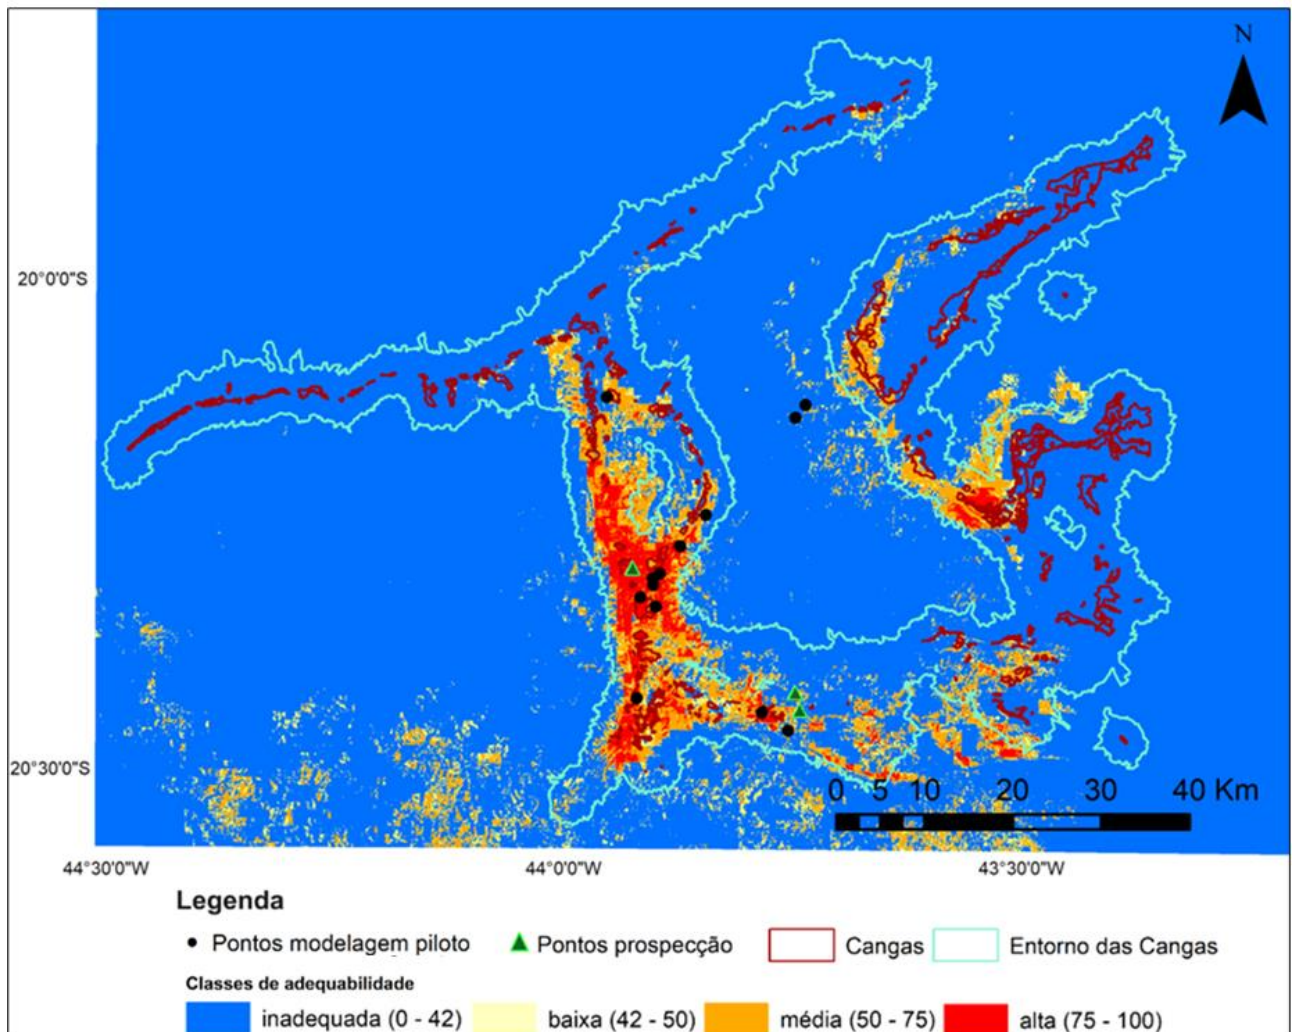 N
20°0'0"S
20°30'0"S
0 5 10 20 30 40 Km
44°30'0"W 44°0'0"W 43°30'0"W
Legenda
Pontos modelagem piloto Pontos prospecção Cangas Entorno das Cangas
Classes de adequabilidade
inadequada (0 - 42) baixa (42 - 50) média (50 - 75) alta (75 - 100)